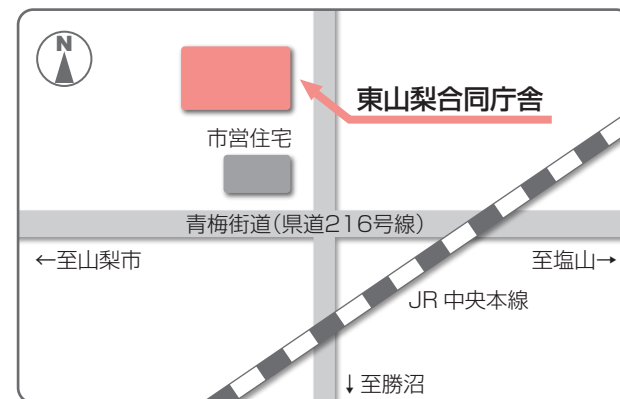 N
東山梨合同庁舎
市営住宅
青梅街道(県道216号線)
←至山梨市
至塩山→
JR 中央本線
↓至勝沼